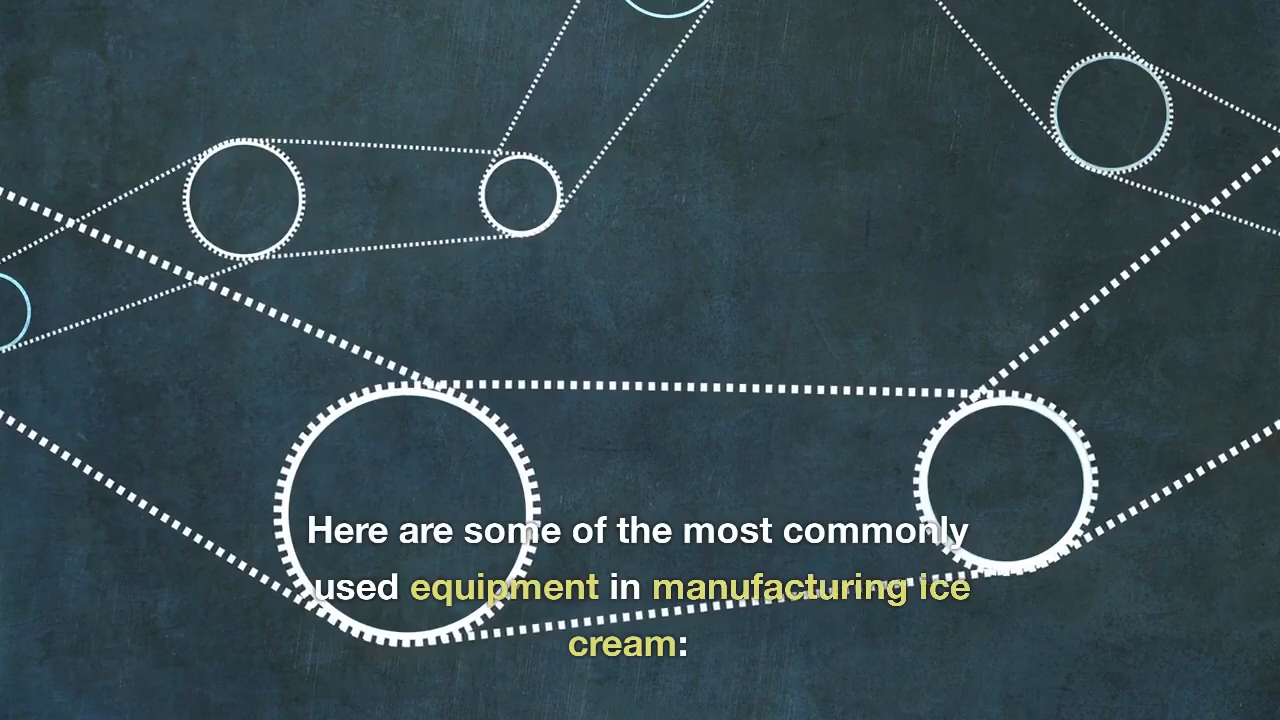 Here are some of the most commonly
used equipment in manufacturing ice
cream: